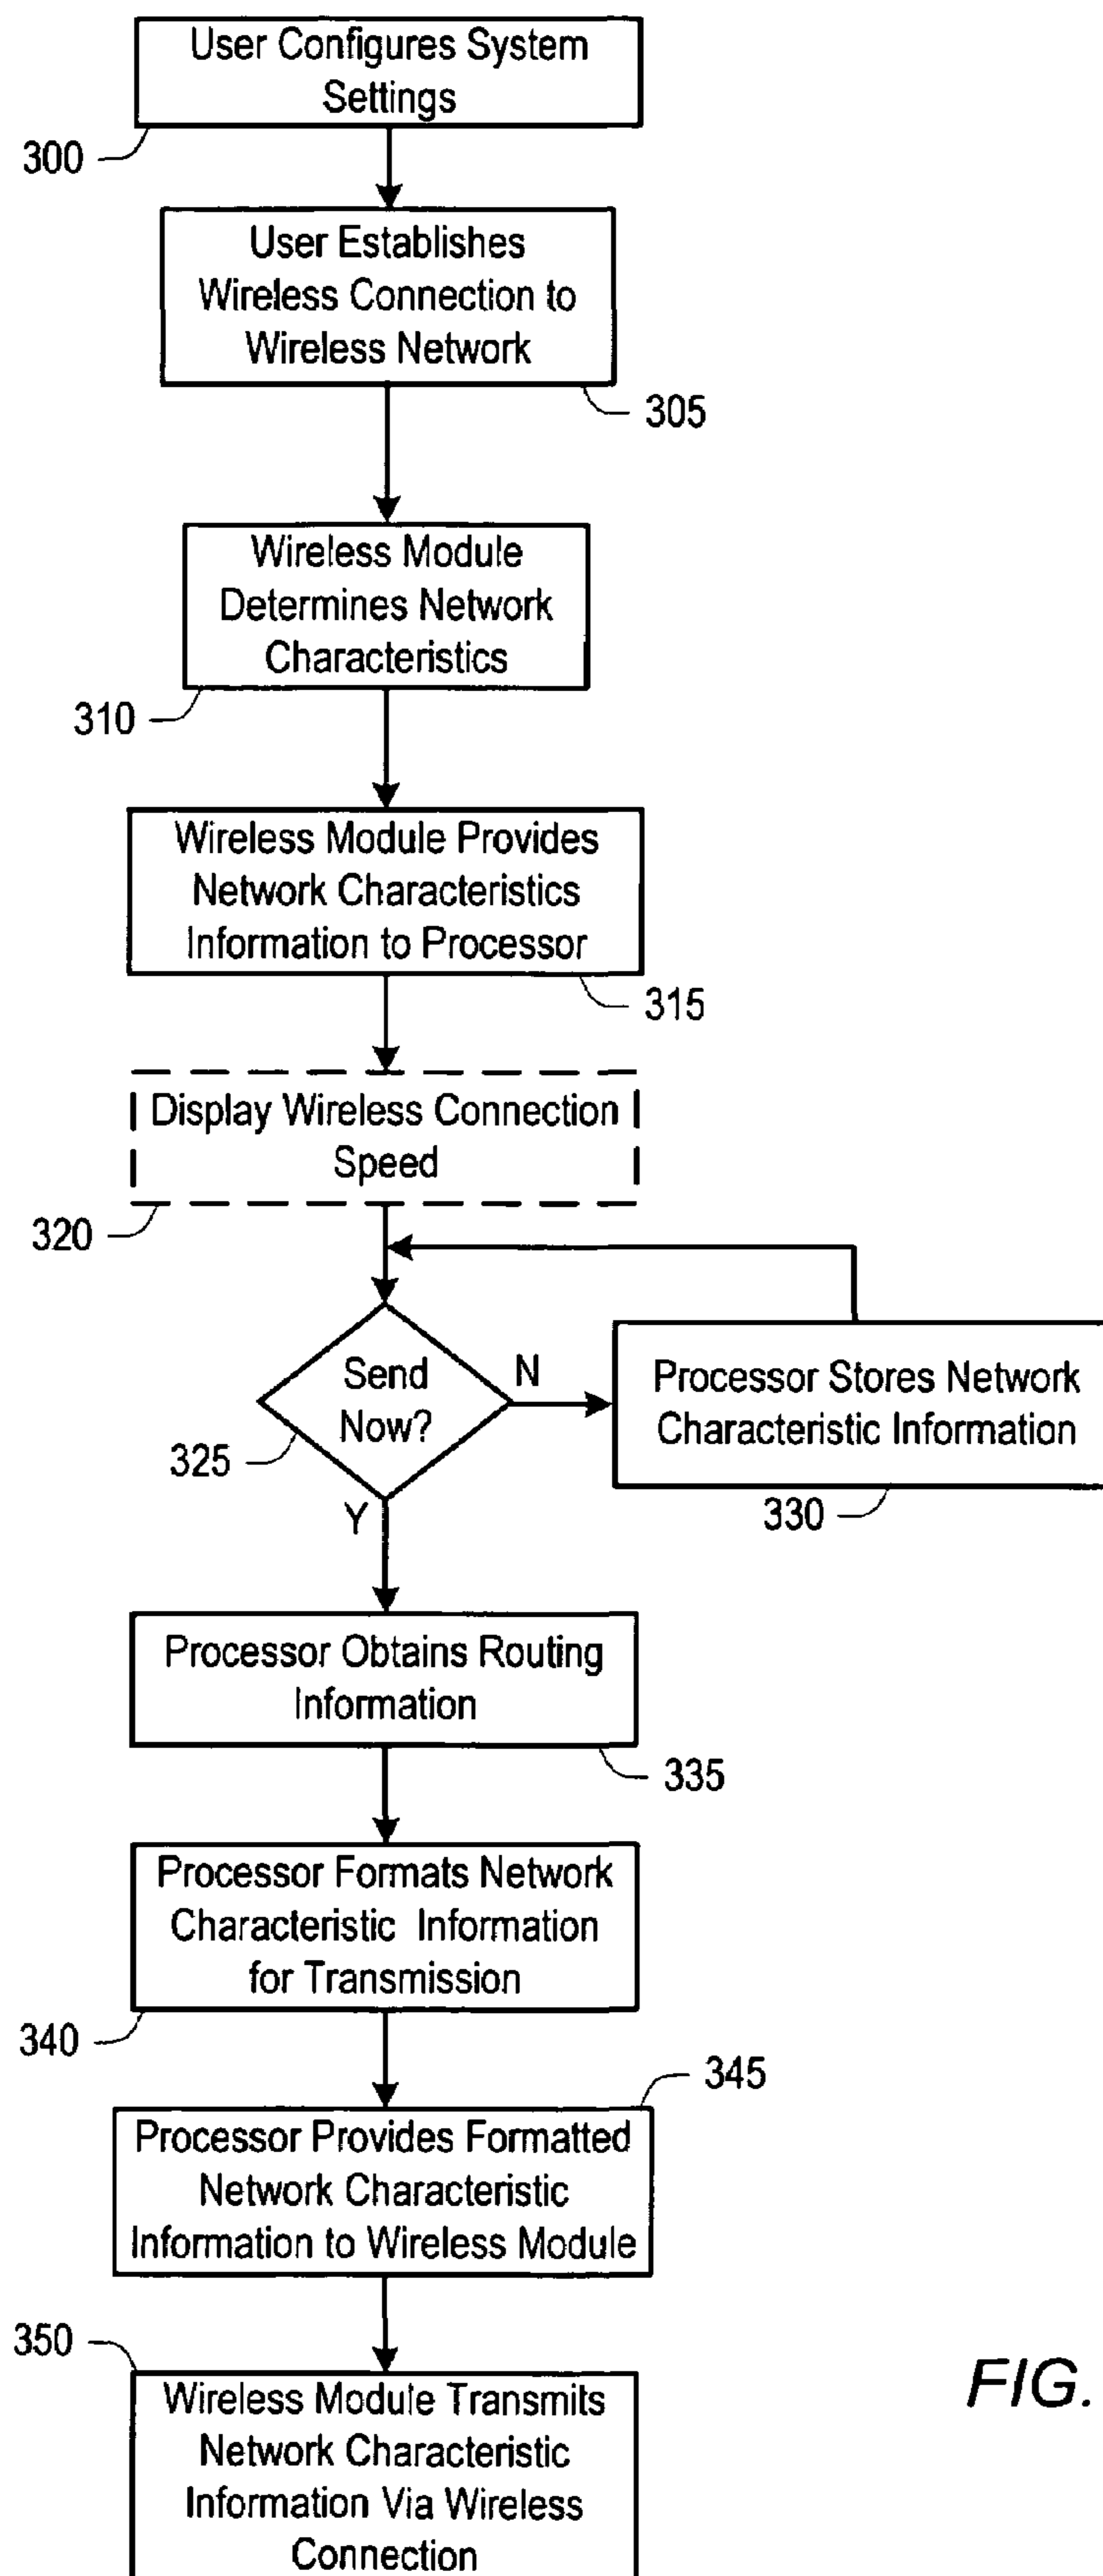 User Configures System
Settings
300
User Establishes
Wireless Connection to
Wireless Network
305
Wireless Module
Determines Network
Characteristics
310
Wireless Module Provides
Network Characteristics
Information to Processor
315
Display Wireless Connection
Speed
320
Send
Now?
N
325
Y
Processor Stores Network
Characteristic Information
330
Processor Obtains Routing
Information
335
Processor Formats Network
Characteristic Information
for Transmission
340
345
Processor Provides Formatted
Network Characteristic
Information to Wireless Module
350
Wireless Module Transmits
Network Characteristic
Information Via Wireless
Connection
FIG.